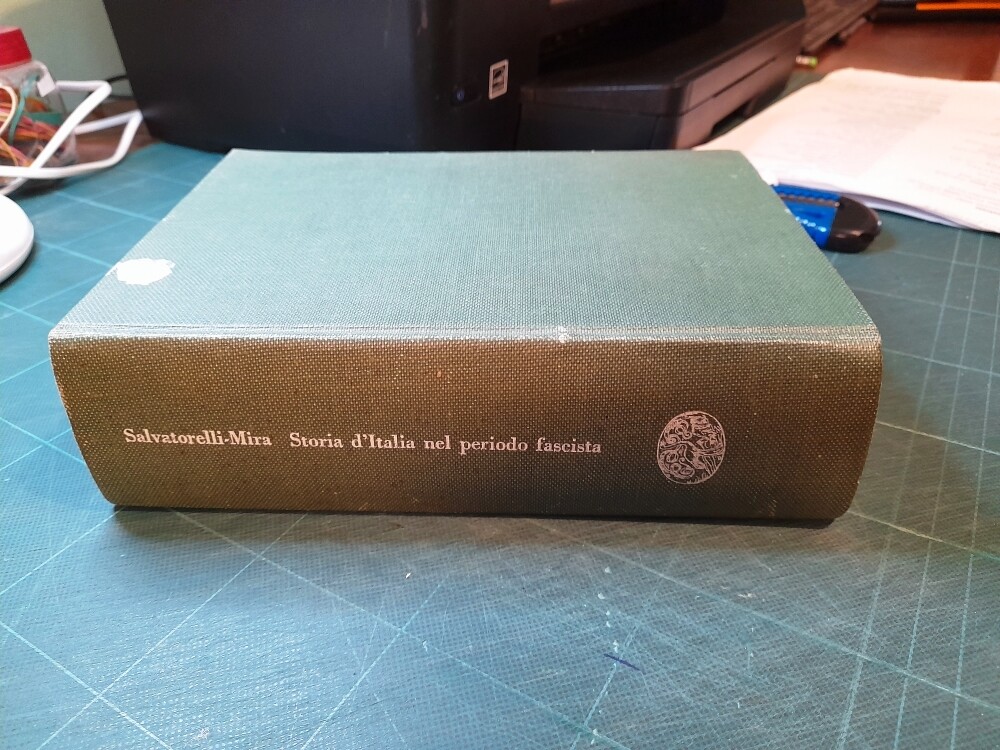 Salvatorelli-Mira Storia d'Italia nel periodo fascista